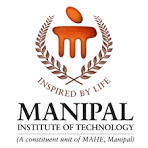 INSPIRED BY LIFE
MANIPAL
INSTITUTE OF TECHNOLOGY
(A constituent unit of MAHE, Manipal)